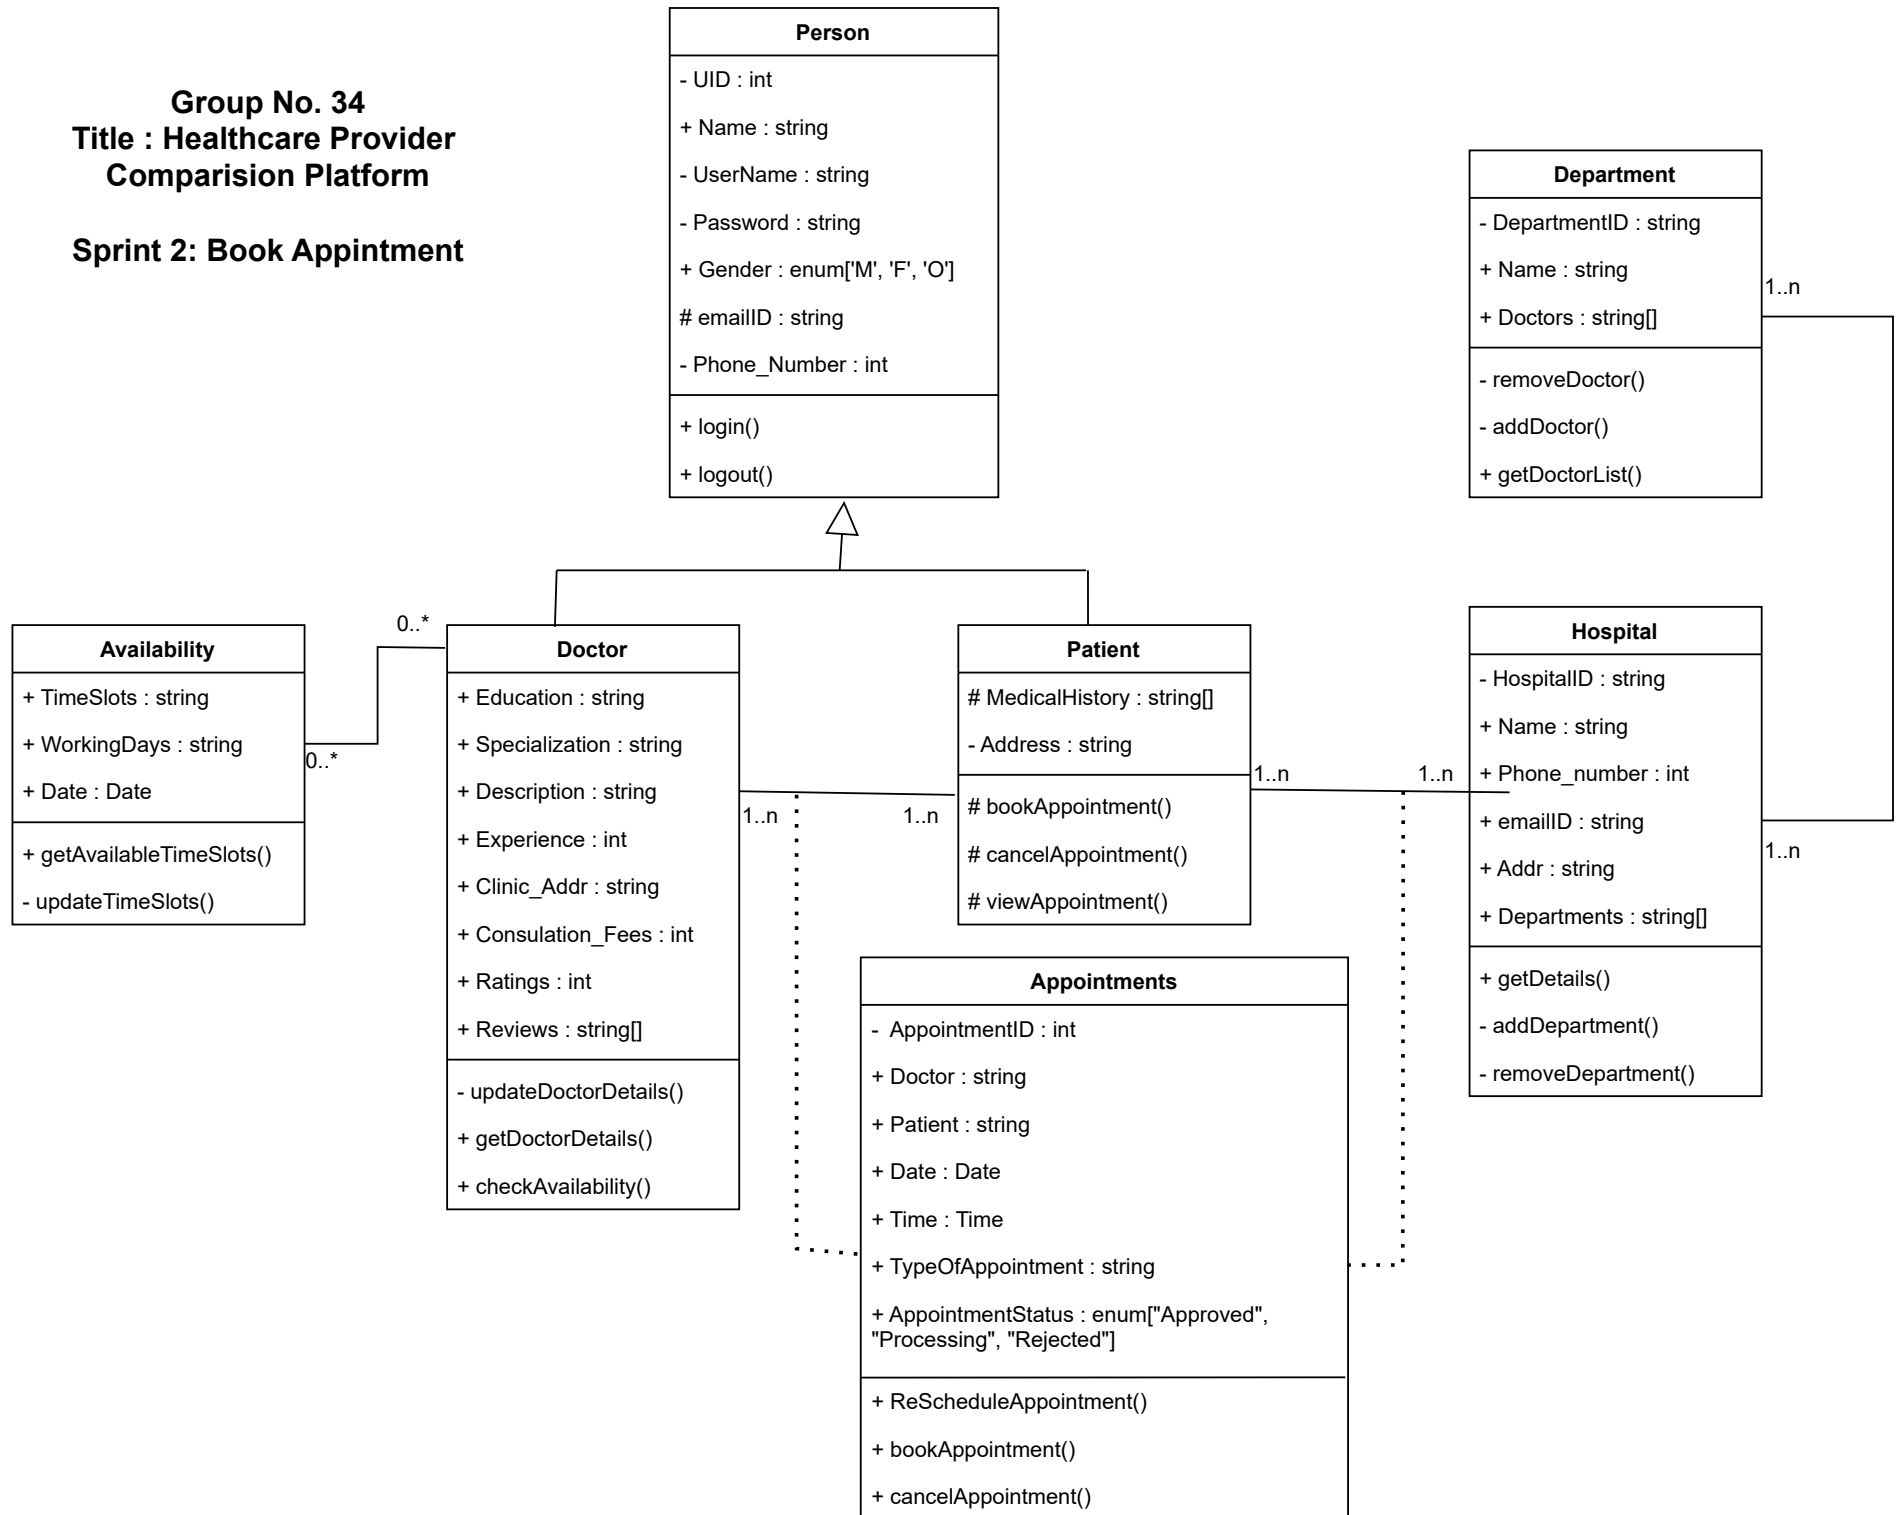 Group No. 34
Title : Healthcare Provider
Comparision Platform
Sprint 2: Book Appintment
Person
- UID : int
+ Name : string
- UserName : string
- Password : string
+ Gender : enum['M', 'F', 'O']
# emailID : string
- Phone_Number : int
+ login()
+ logout()
Department
- DepartmentID : string
+ Name : string
+ Doctors : string[]
- removeDoctor()
- addDoctor()
+ getDoctorList()
1..n
Availability
+ TimeSlots : string
+ WorkingDays : string
+ Date : Date
+ getAvailableTimeSlots()
- updateTimeSlots()
0..*
0..*
Doctor
+ Education : string
+ Specialization : string
+ Description : string
+ Experience : int
+ Clinic_Addr : string
+ Consulation_Fees : int
+ Ratings : int
+ Reviews : string[]
- updateDoctorDetails()
+ getDoctorDetails()
+ checkAvailability()
1..n
1..n
Patient
# MedicalHistory : string[]
- Address : string
# bookAppointment()
# cancelAppointment()
# viewAppointment()
1..n
1..n
Hospital
- HospitalID : string
+ Name : string
+ Phone_number : int
+ emailID : string
+ Addr : string
+ Departments : string[]
+ getDetails()
- addDepartment()
- removeDepartment()
1..n
Appointments
- AppointmentID : int
+ Doctor : string
+ Patient : string
+ Date : Date
+ Time : Time
+ TypeOfAppointment : string
+ AppointmentStatus : enum["Approved",
"Processing", "Rejected"]
+ ReScheduleAppointment()
+ bookAppointment()
+ cancelAppointment()